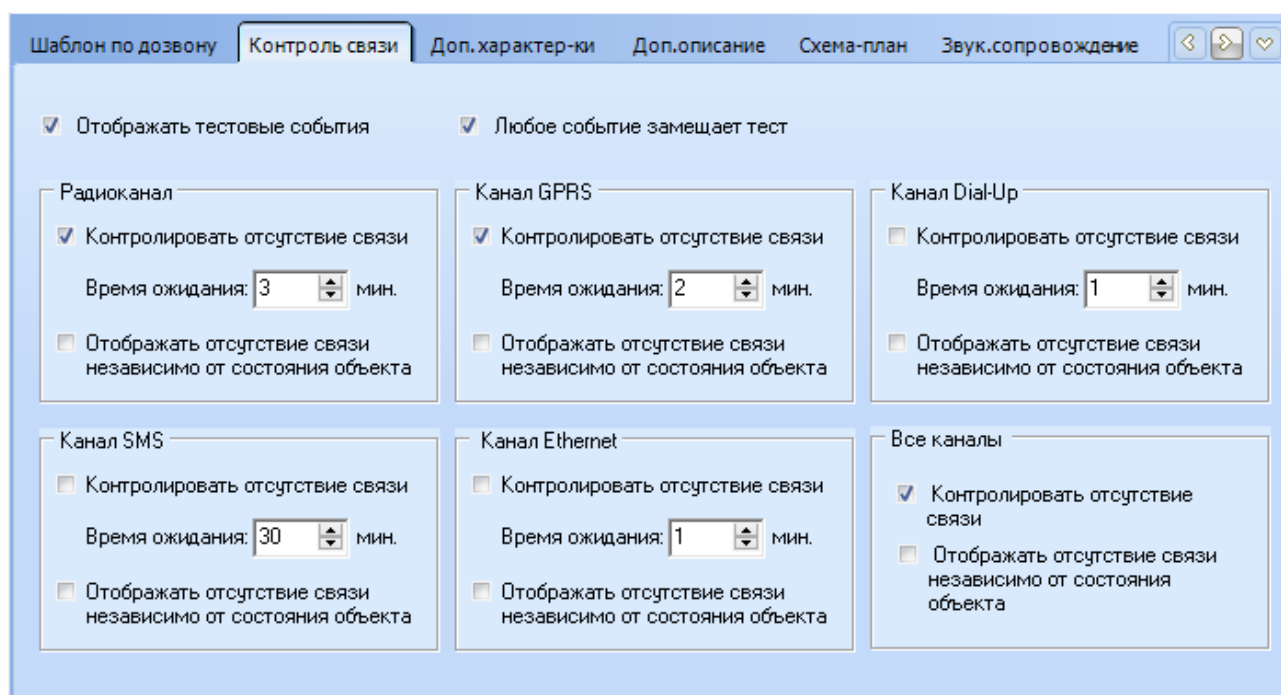 Шаблон по дозвону Контроль связи Доп.характер-ки Доп.описание Схема-план Звук.сопровождение
Отображать тестовые события Любое событие замещает тест
Радиоканал
Контролировать отсутствие связи
Время ожидания: 3 мин.
Отображать отсутствие связи
независимо от состояния объекта
Канал GPRS
Контролировать отсутствие связи
Время ожидания: 2 мин.
Отображать отсутствие связи
независимо от состояния объекта
Канал Dial-Up
Контролировать отсутствие связи
Время ожидания: 1 мин.
Отображать отсутствие связи
независимо от состояния объекта
Канал SMS
Контролировать отсутствие связи
Время ожидания: 30 мин.
Отображать отсутствие связи
независимо от состояния объекта
Канал Ethernet
Контролировать отсутствие связи
Время ожидания: 1 мин.
Отображать отсутствие связи
независимо от состояния объекта
Все каналы
Контролировать отсутствие
связи
Отображать отсутствие связи
независимо от состояния
объекта